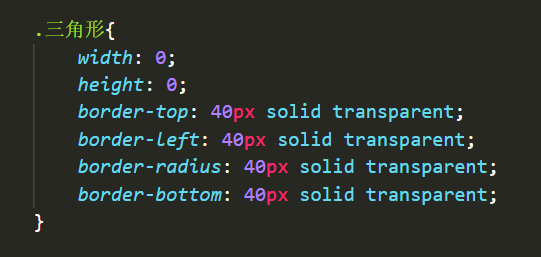 .三角形{
width: 0;
height: 0;
border-top: 40px solid transparent;
border-left: 40px solid transparent;
border-radius: 40px solid transparent;
border-bottom: 40px solid transparent;
}